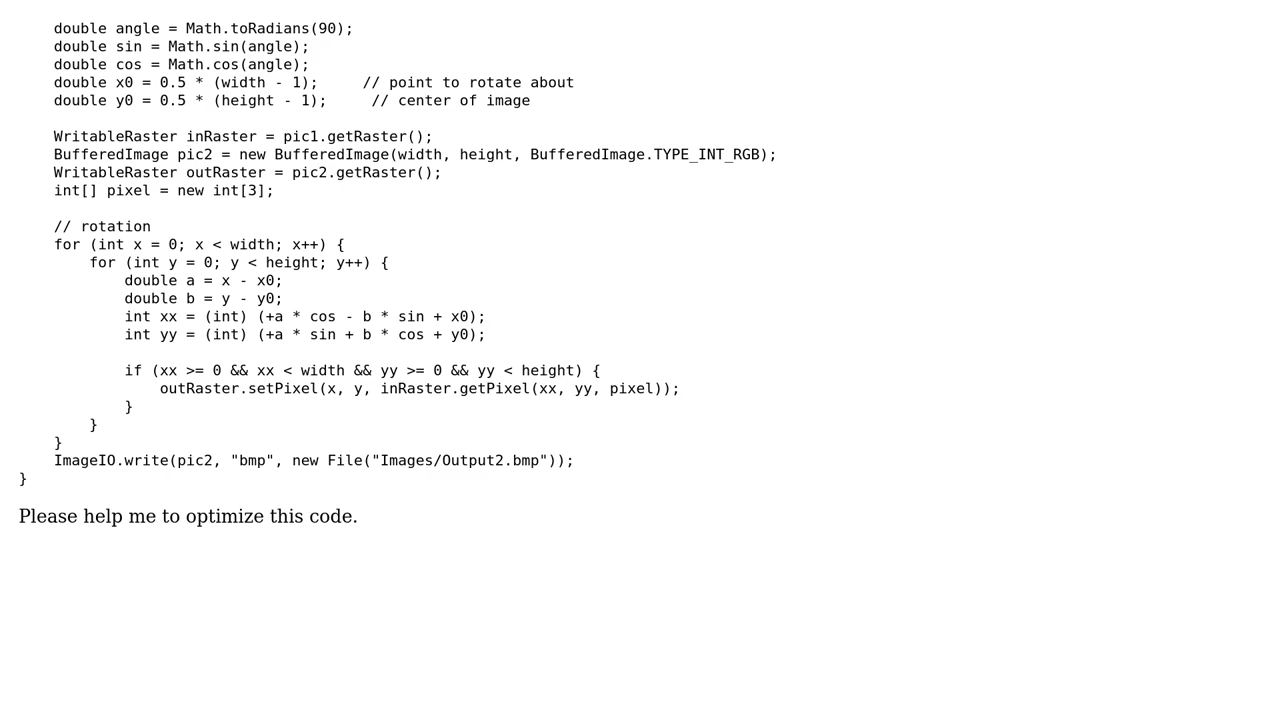 double angle = Math.toRadians(90);
    double sin = Math.sin(angle);
    double cos = Math.cos(angle);
    double x0 = 0.5 * (width - 1);     // point to rotate about
    double y0 = 0.5 * (height - 1);     // center of image

    WritableRaster inRaster = pic1.getRaster();
    BufferedImage pic2 = new BufferedImage(width, height, BufferedImage.TYPE_INT_RGB);
    WritableRaster outRaster = pic2.getRaster();
    int[] pixel = new int[3];

    // rotation
    for (int x = 0; x < width; x++) {
        for (int y = 0; y < height; y++) {
            double a = x - x0;
            double b = y - y0;
            int xx = (int) (+a * cos - b * sin + x0);
            int yy = (int) (+a * sin + b * cos + y0);

            if (xx >= 0 && xx < width && yy >= 0 && yy < height) {
                outRaster.setPixel(x, y, inRaster.getPixel(xx, yy, pixel));
            }
        }
    }
    ImageIO.write(pic2, "bmp", new File("Images/Output2.bmp"));
}
Please help me to optimize this code.